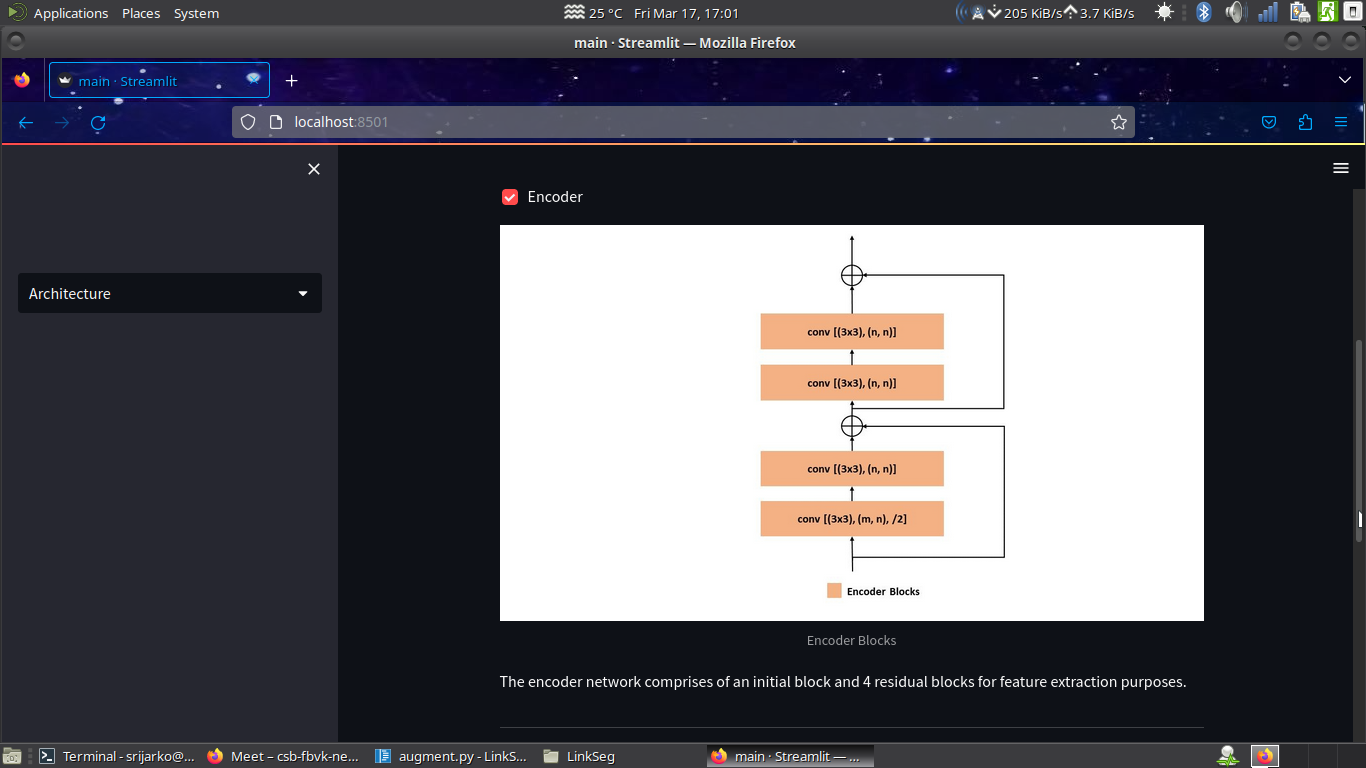 Applications Places System 25 °C Fri Mar 17, 17:01 205 KiB/s 3.7 KiB/s
main · Streamlit — Mozilla Firefox
main · Streamlit
localhost:8501
Encoder
Architecture
conv [(3x3), (n, n)]
conv [(3x3), (n, n)]
conv [(3x3), (n, n)]
conv [(3x3), (m, n), /2]
Encoder Blocks
Encoder Blocks
The encoder network comprises of an initial block and 4 residual blocks for feature extraction purposes.
Terminal - srijarko@... Meet – csb-fbvk-ne... augment.py - LinkS... LinkSeg main · Streamlit — ...